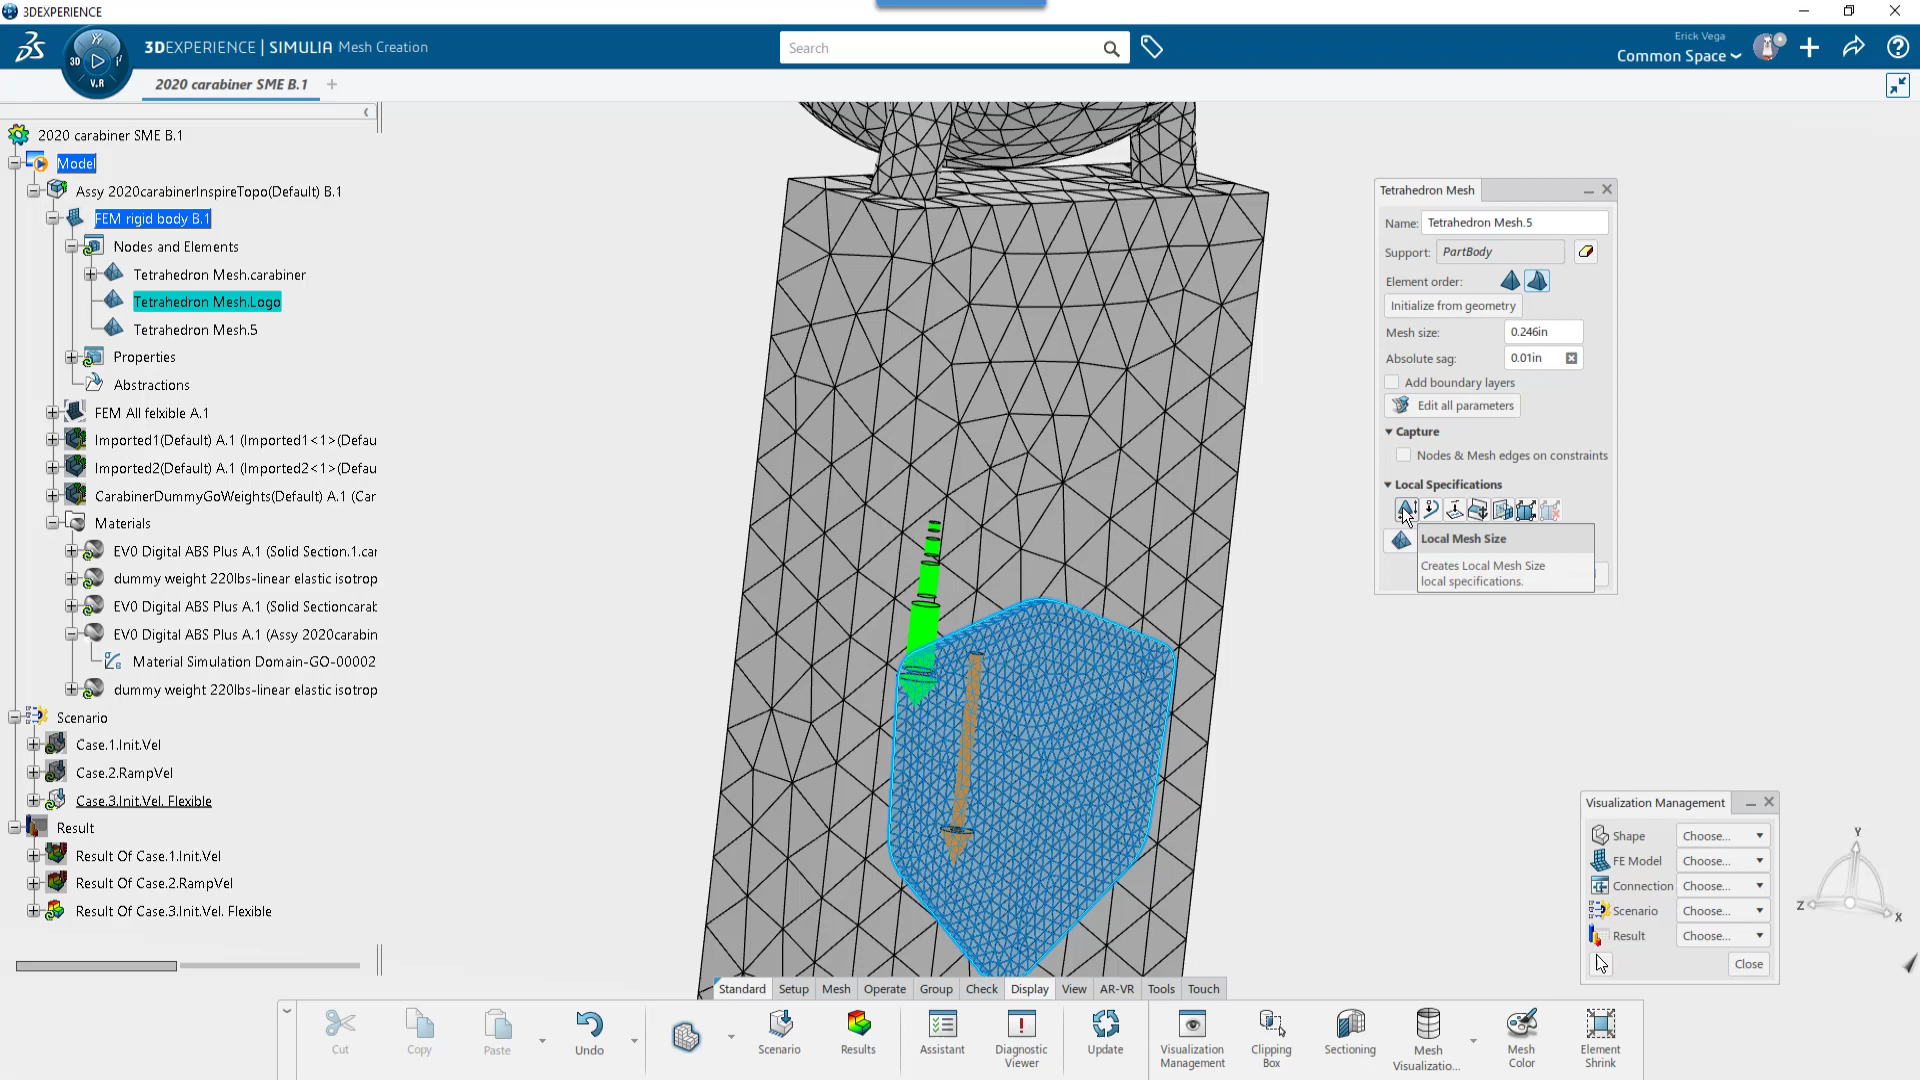 3DEXPERIENCE
3DEXPERIENCE | SIMULIA Mesh Creation
3D
V.R
Search
Erick Vega
Common Space
2020 carabiner SME B.1
2020 carabiner SME B.1
Model
Assy 2020carabinerInspireTopo(Default) B.1
FEM rigid body B.1
Nodes and Elements
Tetrahedron Mesh.carabiner
Tetrahedron Mesh.Logo
Tetrahedron Mesh.5
Properties
Abstractions
FEM All felxible A.1
Imported1(Default) A.1 (Imported1<1>(Defau
Imported2(Default) A.1 (Imported2<1>(Defau
CarabinerDummyGoWeights(Default) A.1 (Car
Materials
EV0 Digital ABS Plus A.1 (Solid Section.1.car
dummy weight 220lbs-linear elastic isotrop
EV0 Digital ABS Plus A.1 (Solid Sectioncarab
EV0 Digital ABS Plus A.1 (Assy 2020carabin
Material Simulation Domain-GO-00002
dummy weight 220lbs-linear elastic isotrop
Scenario
Case.1.Init.Vel
Case.2.RampVel
Case.3.Init.Vel. Flexible
Result
Result Of Case.1.Init.Vel
Result Of Case.2.RampVel
Result Of Case.3.Init.Vel. Flexible
Tetrahedron Mesh
Name: Tetrahedron Mesh.5
Support: PartBody
Element order:
Initialize from geometry
Mesh size: 0.246in
Absolute sag: 0.01in
Add boundary layers
Edit all parameters
Capture
Nodes & Mesh edges on constraints
Local Specifications
Local Mesh Size
Creates Local Mesh Size
local specifications.
Visualization Management
Shape Choose...
FE Model Choose...
Connection Choose...
Scenario Choose...
Result Choose...
Close
Y
Z
X
Standard Setup Mesh Operate Group Check Display View AR-VR Tools Touch
Cut Copy Paste Undo Scenario Results Assistant Diagnostic Viewer Update Visualization Management Clipping Box Sectioning Mesh Visualizatio... Mesh Color Element Shrink